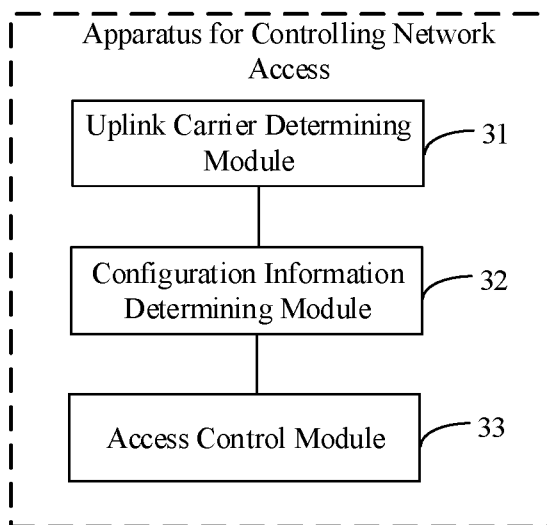 Apparatus for Controlling Network
Access
Uplink Carrier Determining
Module
31
Configuration Information
Determining Module
32
Access Control Module
33